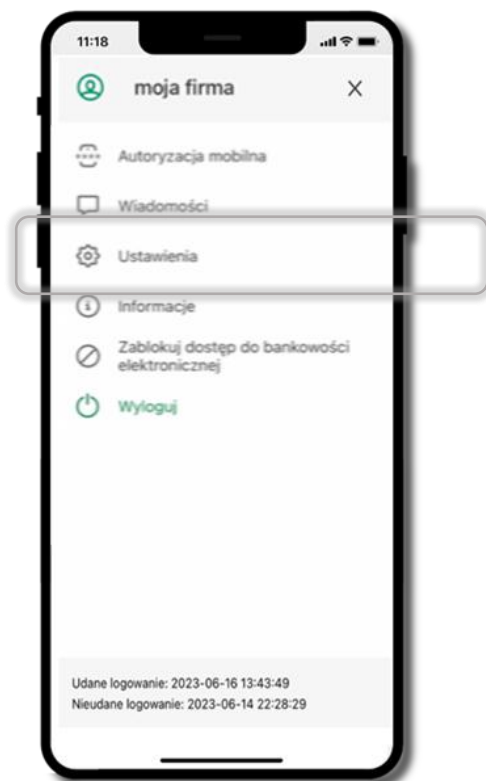 11:18
moja firma
Autoryzacja mobilna
Wiadomości
Ustawienia
Informacje
Zablokuj dostęp do bankowości
elektronicznej
Wyloguj
Udane logowanie: 2023-06-16 13:43:49
Nieudane logowanie: 2023-06-14 22:28:29